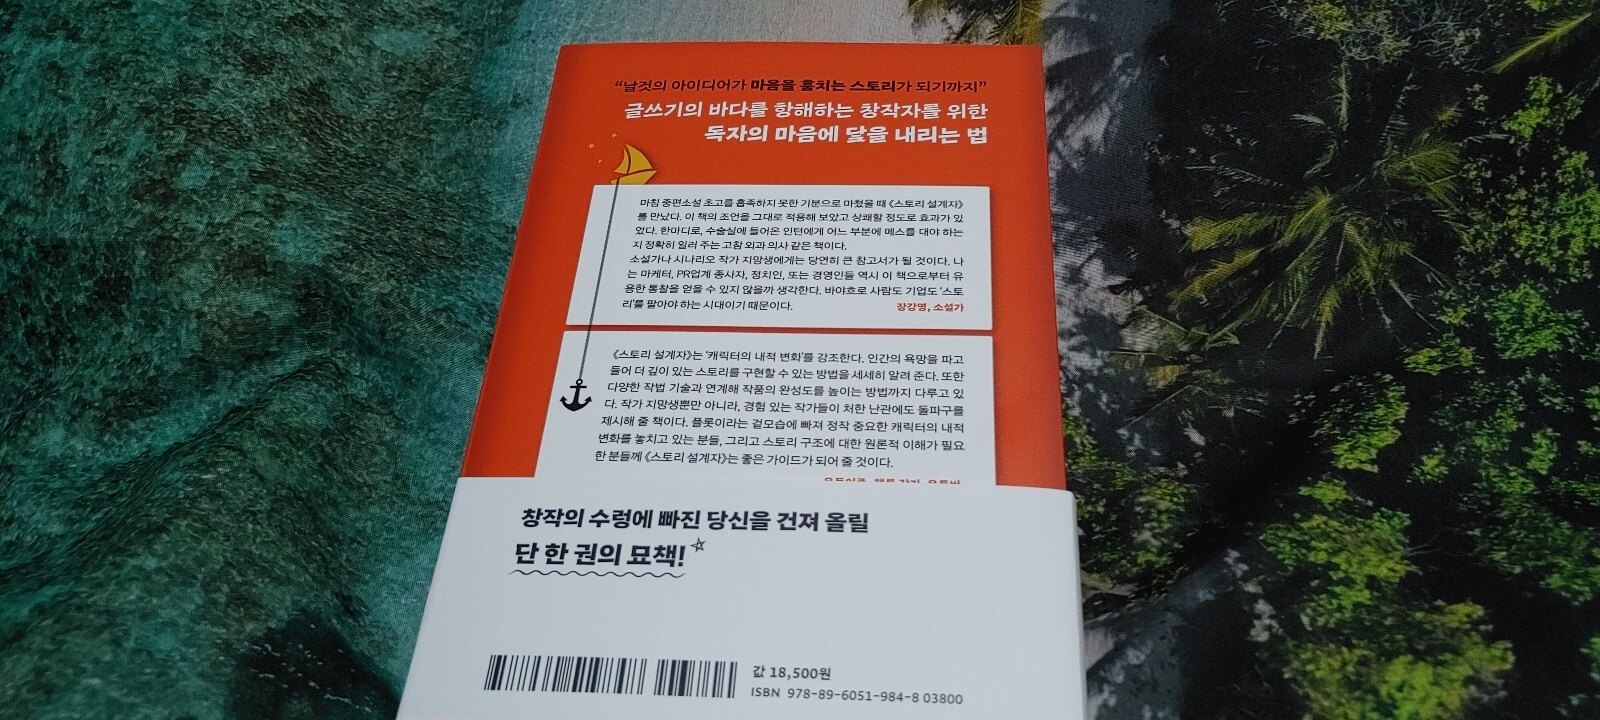 “날것의 아이디어가 마음을 훔치는 스토리가 되기까지”
글쓰기의 바다를 항해하는 창작자를 위한
독자의 마음에 닻을 내리는 법
마침 중편소설 초고를 흡족하지 못한 기분으로 마쳤을 때 《스토리 설계자》
를 만났다. 이 책의 조언을 그대로 적용해 보았고 상쾌할 정도로 효과가 있
었다. 한마디로, 수술실에 들어온 인턴에게 어느 부분에 메스를 대야 하는
지 정확히 일러 주는 고참 외과 의사 같은 책이다.
소설가나 시나리오 작가 지망생에게는 당연히 큰 참고서가 될 것이다. 나
는 마케터, PR업계 종사자, 정치인, 또는 경영인들 역시 이 책으로부터 유
용한 통찰을 얻을 수 있지 않을까 생각한다. 바야흐로 사람도 기업도 ‘스토
리’를 팔아야 하는 시대이기 때문이다.
장강명, 소설가
《스토리 설계자》는 ‘캐릭터의 내적 변화’를 강조한다. 인간의 욕망을 파고
들어 더 깊이 있는 스토리를 구현할 수 있는 방법을 세세히 알려 준다. 또한
다양한 작법 기술과 연계해 작품의 완성도를 높이는 방법까지 다루고 있
다. 작가 지망생뿐만 아니라, 경험 있는 작가들이 처한 난관에도 돌파구를
제시해 줄 책이다. 플롯이라는 겉모습에 빠져 정작 중요한 캐릭터의 내적
변화를 놓치고 있는 분들, 그리고 스토리 구조에 대한 원론적 이해가 필요
한 분들께 《스토리 설계자》는 좋은 가이드가 되어 줄 것이다.
창작의 수렁에 빠진 당신을 건져 올릴
단 한 권의 묘책!
값 18,500원
ISBN 978-89-6051-984-8 03800